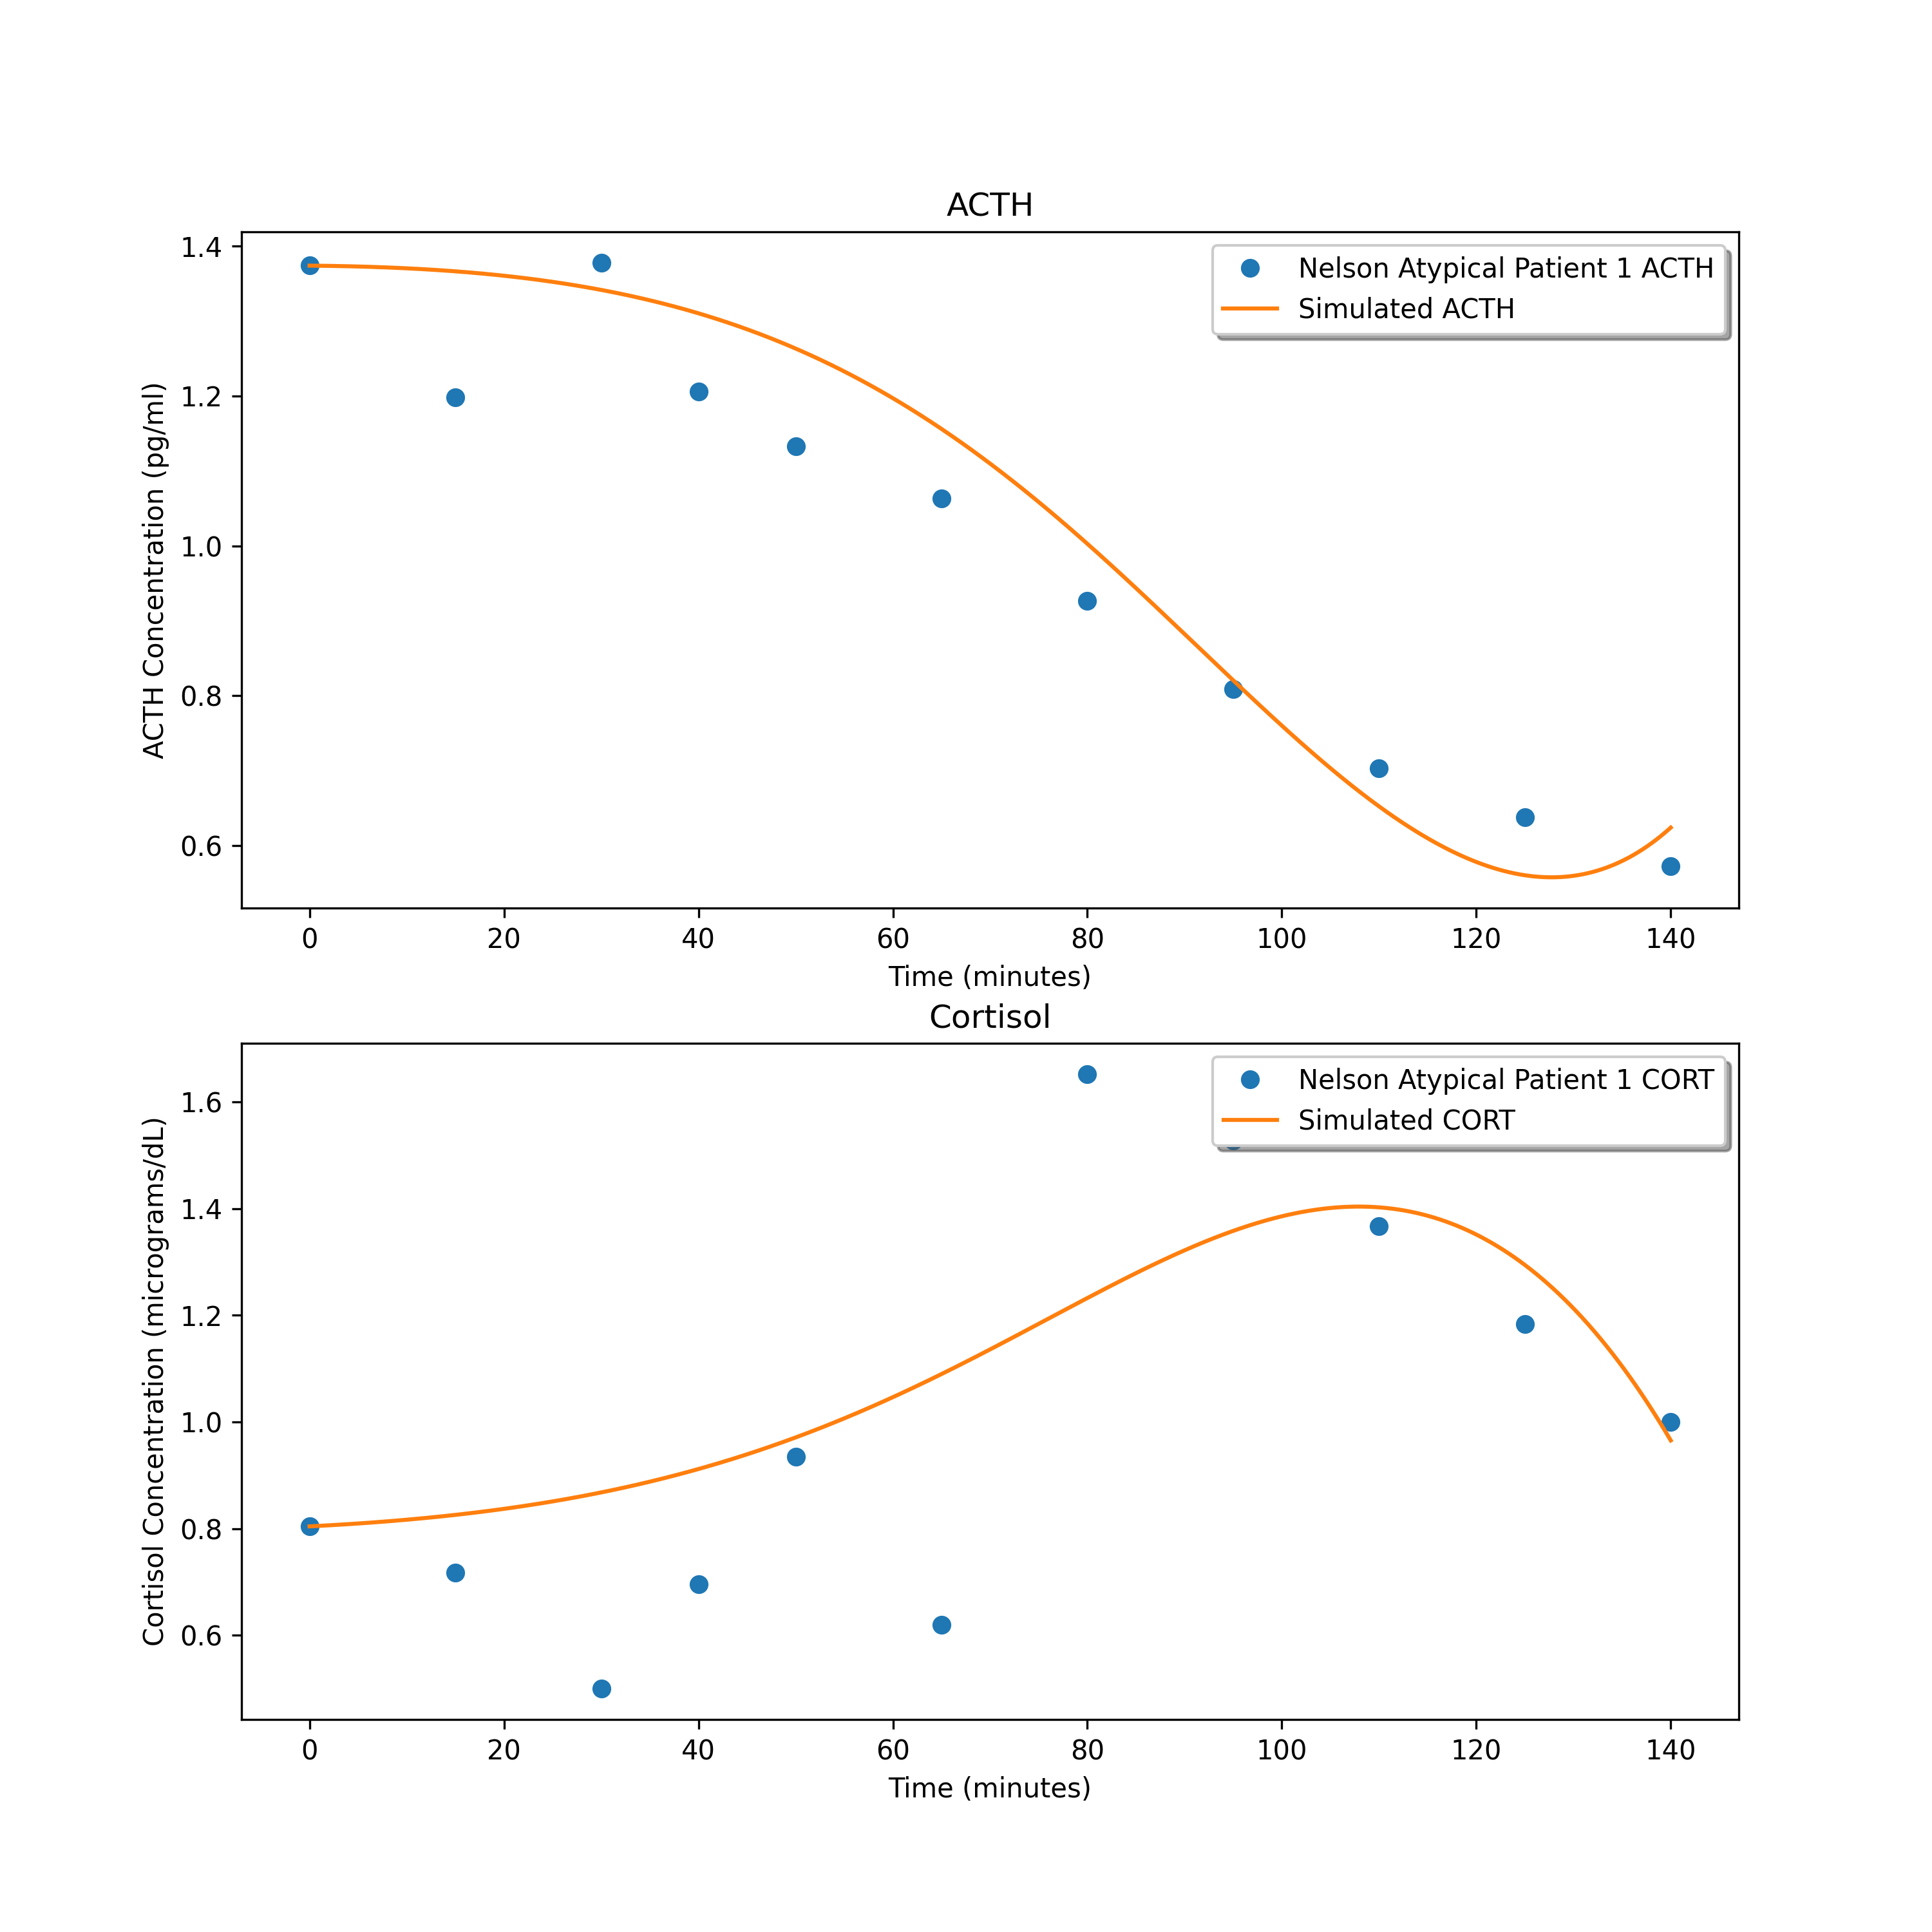 ACTH
Nelson Atypical Patient 1 ACTH
Simulated ACTH
ACTH Concentration (pg/ml)
1.4
1.2
1.0
0.8
0.6
0 20 40 60 80 100 120 140
Time (minutes)
Cortisol
Nelson Atypical Patient 1 CORT
Simulated CORT
Cortisol Concentration (micrograms/dL)
1.6
1.4
1.2
1.0
0.8
0.6
0 20 40 60 80 100 120 140
Time (minutes)